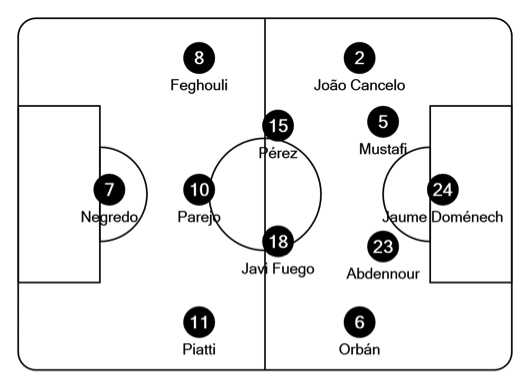 8
Feghouli
2
João Cancelo
15
Pérez
5
Mustafi
7
Negredo
10
Parejo
24
Jaume Doménech
18
Javi Fuego
23
Abdennour
11
Piatti
6
Orbán